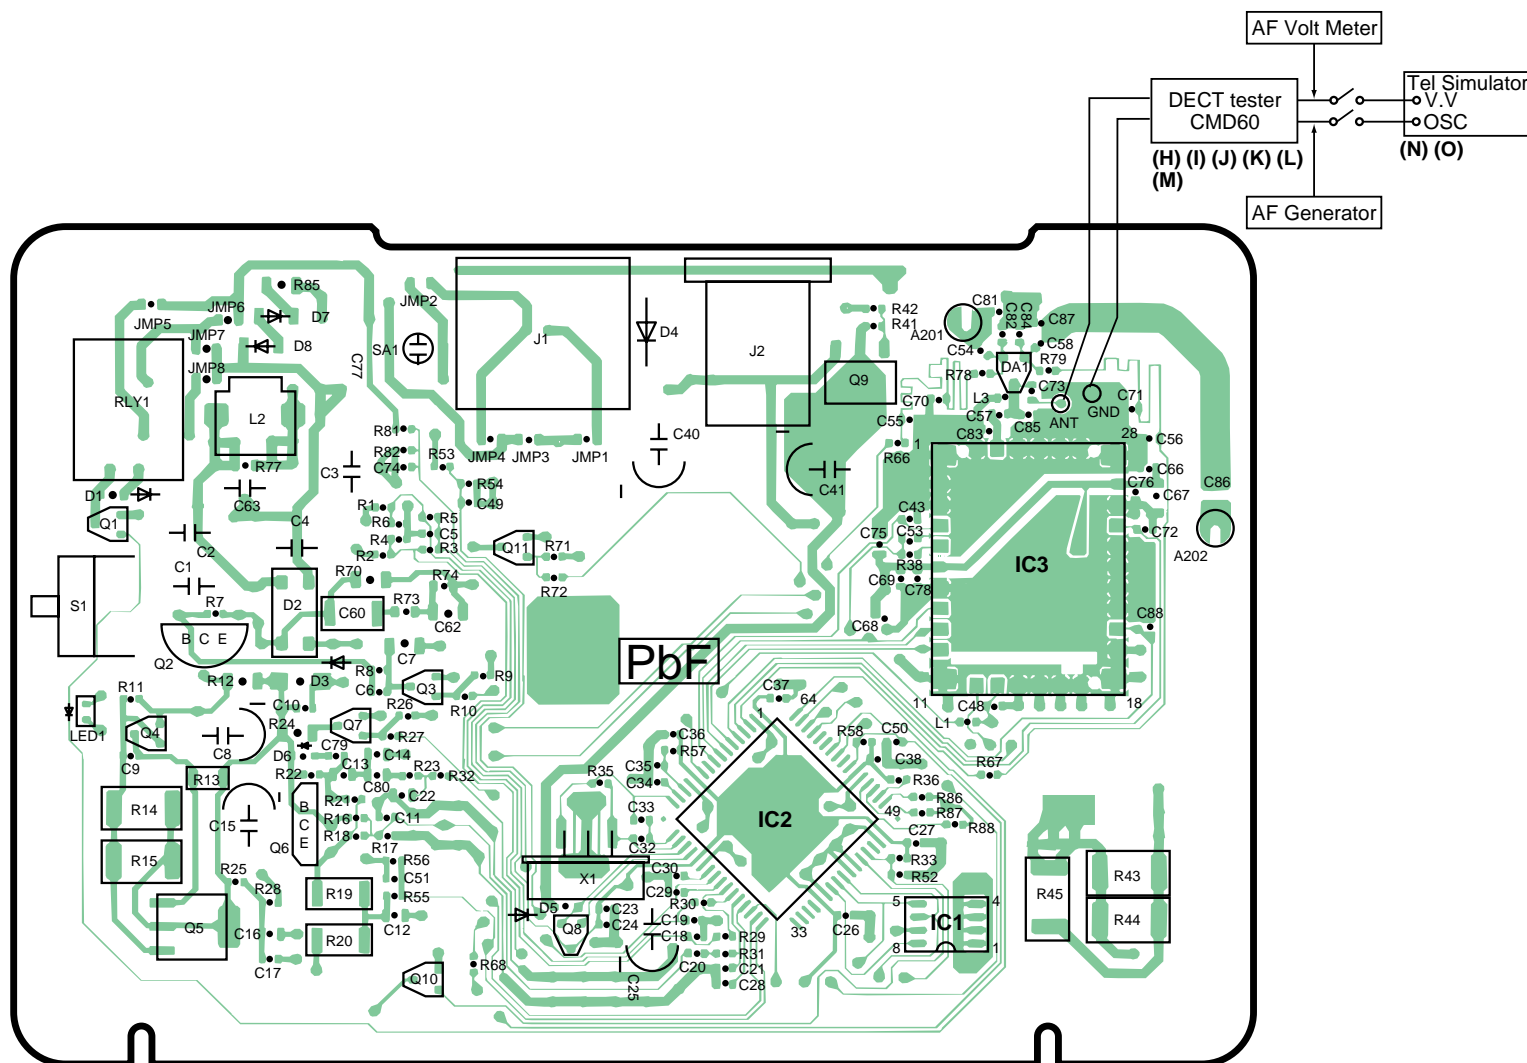 AF Volt Meter
DECT tester
CMD60
Tel Simulator
V.V
OSC
(H) (I) (J) (K) (L)
(M)
(N) (O)
AF Generator
R85
JMP2
JMP6
JMP5
D7
JMP7
D8
JMP8
C77
SA1
J1
D4
J2
R42
R41
A201
C81
C82
C84
C87
C58
C54
DA1
R79
R78
Q9
C73
L3
C70
C71
GND
ANT
C57
C85
C55
C83
RLY1
L2
R81
R82
C74
R53
JMP4
JMP3
JMP1
C40
R66
1
28
C56
C66
R77
C3
C63
R54
C49
C41
C76
C67
C86
D1
Q1
R1
R6
R5
C43
C72
A202
C4
R4
C5
C53
C75
C2
R2
R3
Q11
R71
R38
IC3
C1
R70
R74
R72
C69
C78
S1
R7
D2
C60
R73
C62
C68
C88
B C E
Q2
C7
PbF
R8
R12
D3
C6
Q3
R9
R10
R11
C10
C37
64
11
C48
18
LED1
Q4
R24
Q7
R26
1
L1
C8
R27
C36
R58
C50
D6
C79
C14
R57
C9
R13
R22
C13
R23
R32
C35
C38
R67
C80
R35
C34
R36
R14
R21
C22
R86
B
C
E
C15
R16
C11
C33
IC2
49
R87
R88
R18
Q6
R17
C32
C27
R15
R56
R33
R25
C51
X1
C30
R52
R43
R28
R19
R55
C29
R45
D5
C23
R30
5
4
Q5
C12
Q8
C24
C19
IC1
R44
C16
R20
C18
R29
33
C26
8
1
C17
R68
R31
C20
C21
Q10
C25
C28